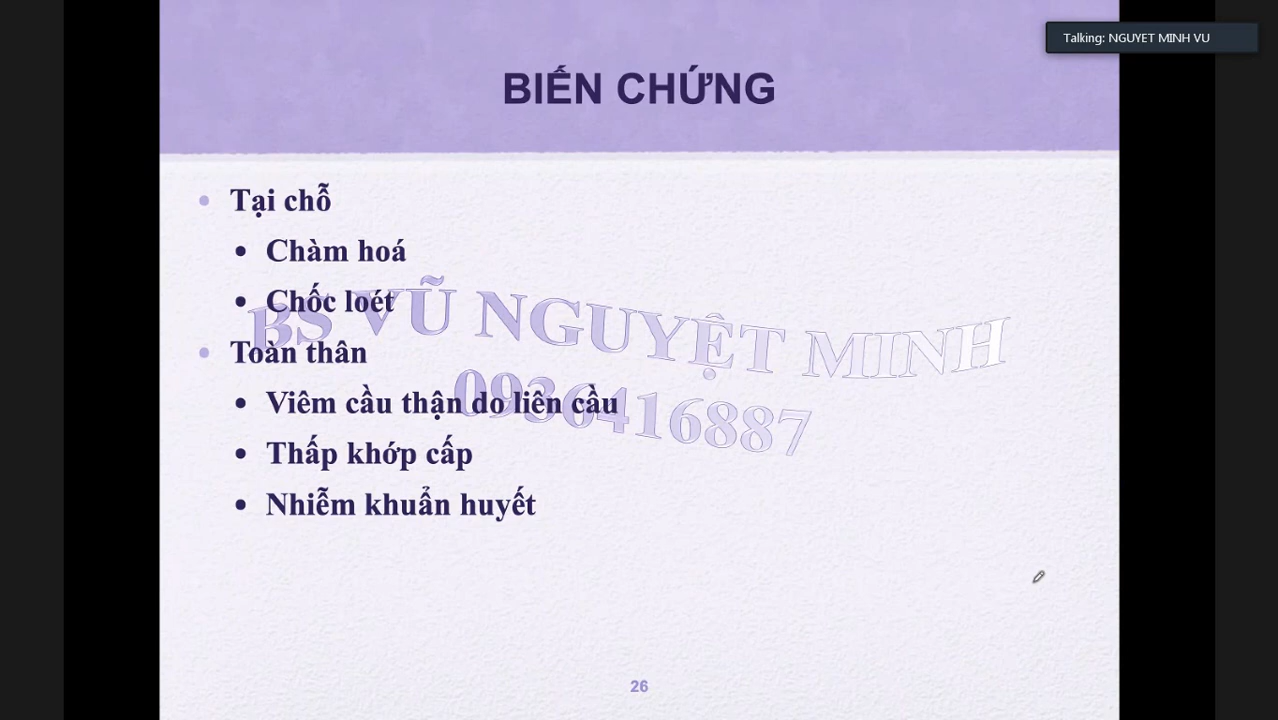 Talking: NGUYET MINH VU
BIẾN CHỨNG
Tại chỗ
Chàm hoá
Chốc loét
Toàn thân
Viêm cầu thận do liên cầu
Thấp khớp cấp
Nhiễm khuẩn huyết
BS VŨ NGUYỆT MINH
0936416887
26